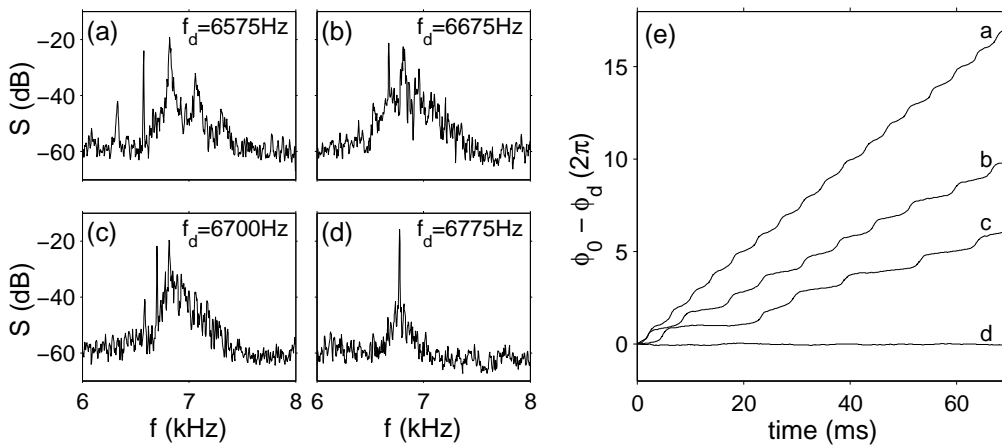 (a) f_d=6575Hz
(b) f_d=6675Hz
−20
−40
−60
S (dB)
(c) f_d=6700Hz
(d) f_d=6775Hz
−20
−40
−60
S (dB)
6 7 8
6 7 8
f (kHz)
f (kHz)
(e)
a
b
c
d
15
10
5
0
ϕ₀ − ϕ_d (2π)
0 20 40 60
time (ms)